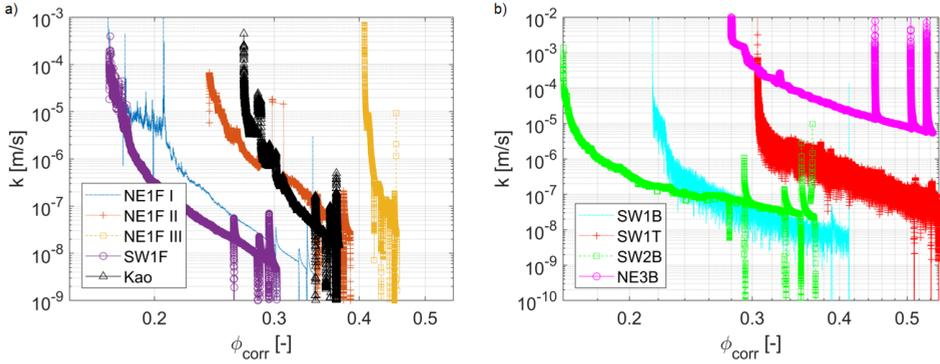 a)
k [m/s]
10^-3
10^-4
10^-5
10^-6
10^-7
10^-8
10^-9
NE1F I
NE1F II
NE1F III
SW1F
Kao
0.2 0.3 0.4 0.5
ϕcorr [-]
b)
k [m/s]
10^-2
10^-3
10^-4
10^-5
10^-6
10^-7
10^-8
10^-9
10^-10
SW1B
SW1T
SW2B
NE3B
0.2 0.3 0.4 0.5
ϕcorr [-]